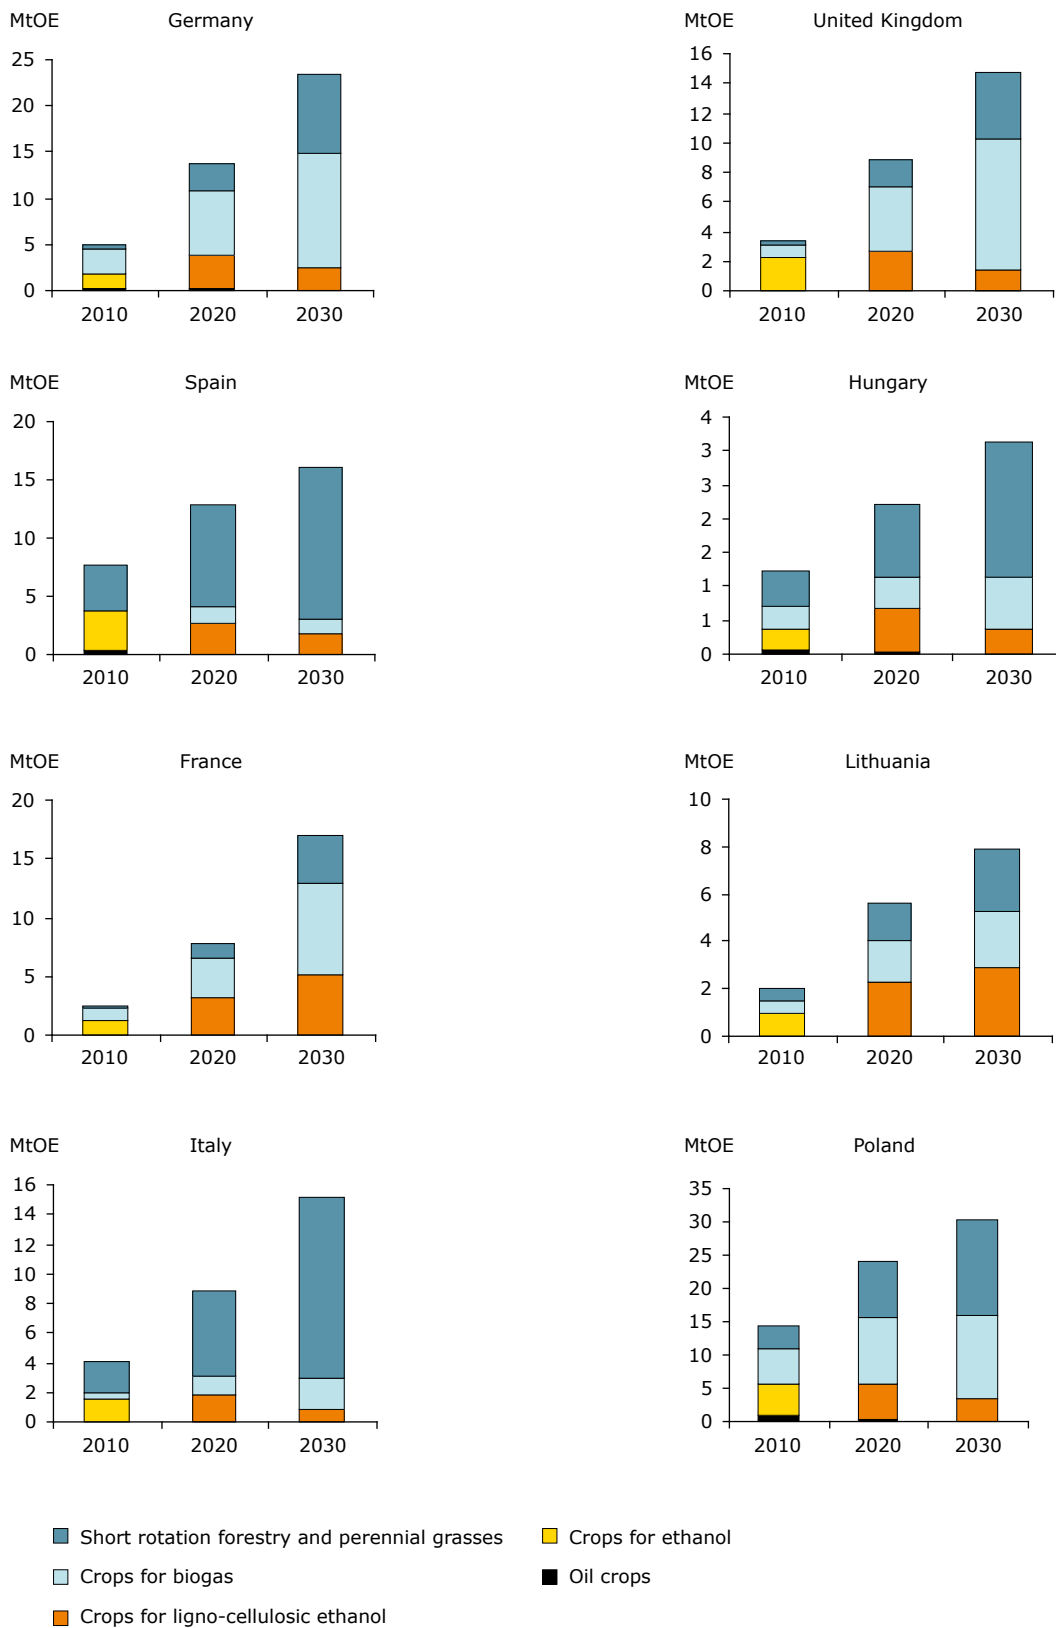 MtOE Germany
25
20
15
10
5
0
2010 2020 2030
MtOE United Kingdom
16
14
12
10
8
6
4
2
0
2010 2020 2030
MtOE Spain
20
15
10
5
0
2010 2020 2030
MtOE Hungary
4
3
3
2
2
1
1
0
2010 2020 2030
MtOE France
20
15
10
5
0
2010 2020 2030
MtOE Lithuania
10
8
6
4
2
0
2010 2020 2030
MtOE Italy
16
14
12
10
8
6
4
2
0
2010 2020 2030
MtOE Poland
35
30
25
20
15
10
5
0
2010 2020 2030
Short rotation forestry and perennial grasses
Crops for biogas
Crops for ligno-cellulosic ethanol
Crops for ethanol
Oil crops